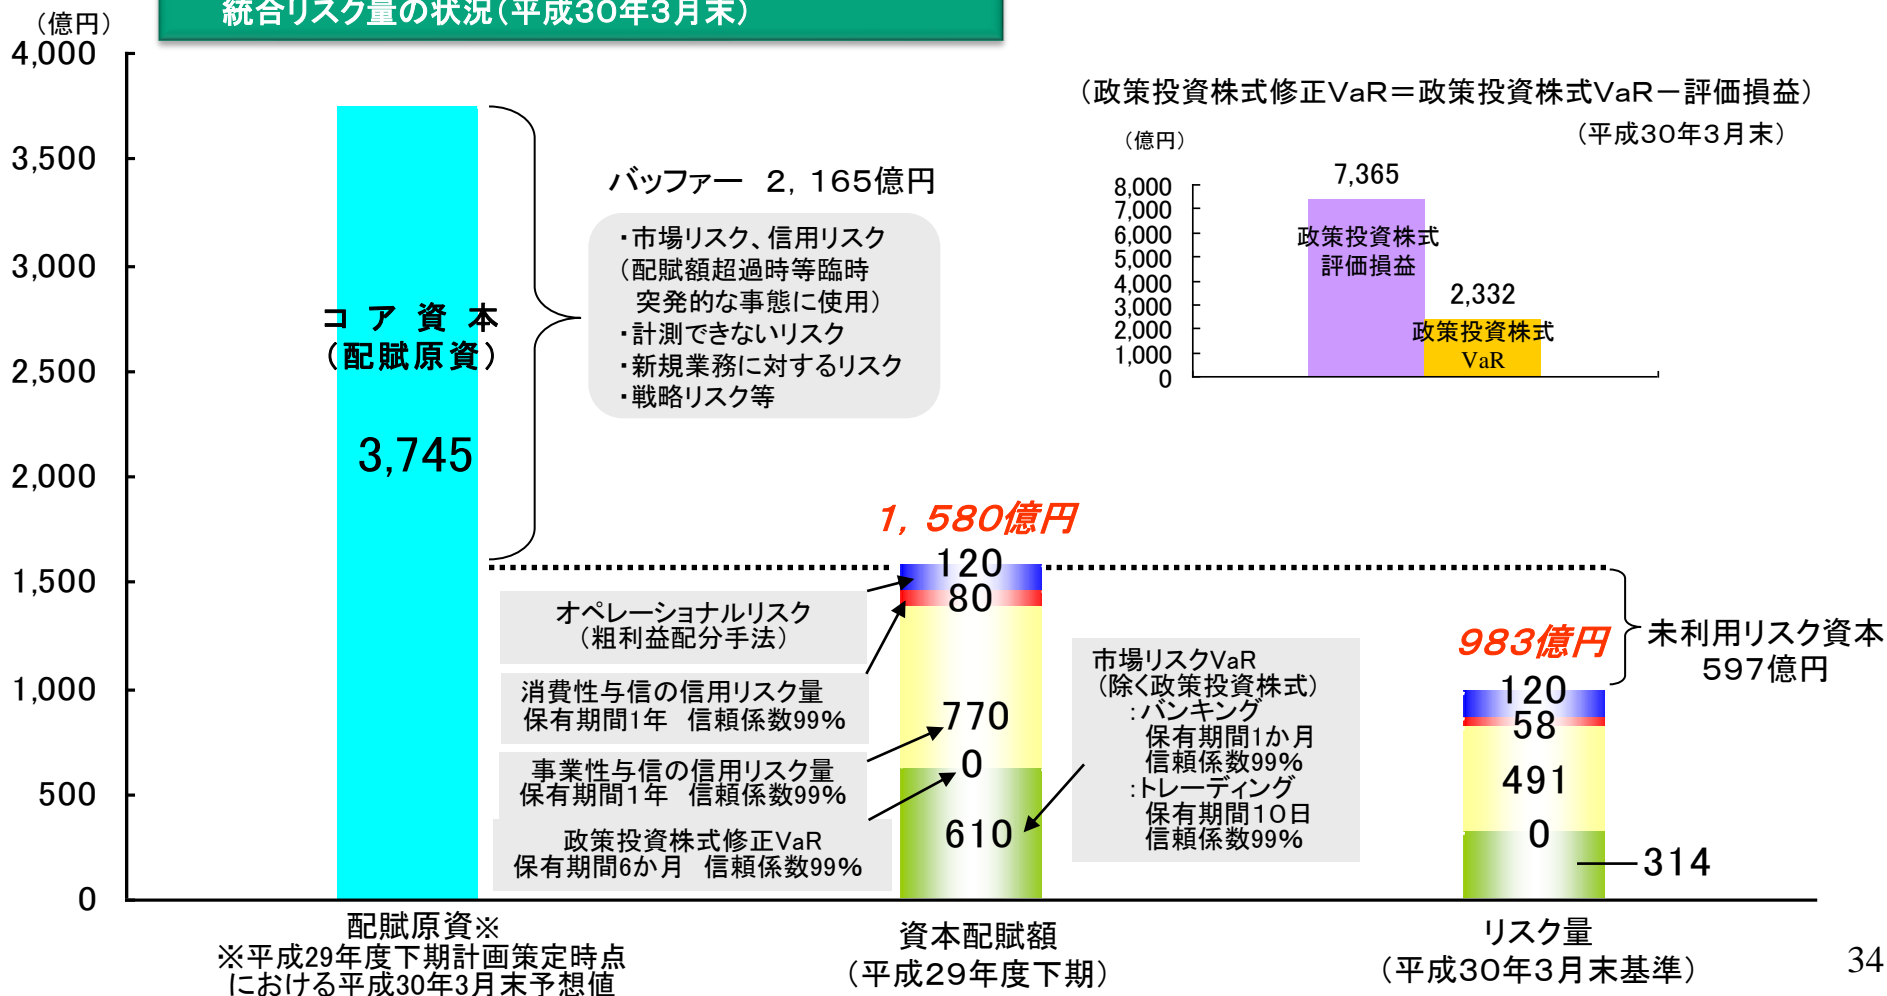 統合リスク量の状況(平成30年3月末)
(億円)
4,000
3,500
3,000
2,500
2,000
1,500
1,000
500
0
コア資本
(配賦原資)
3,745
バッファー 2,165億円
・市場リスク、信用リスク
(配賦額超過時等臨時
突発的な事態に使用)
・計測できないリスク
・新規業務に対するリスク
・戦略リスク等
(政策投資株式修正VaR=政策投資株式VaR-評価損益)
(平成30年3月末)
(億円)
8,000
7,000
6,000
5,000
4,000
3,000
2,000
1,000
0
7,365
政策投資株式
評価損益
2,332
政策投資株式
VaR
1,580億円
120
80
770
0
610
オペレーショナルリスク
(粗利益配分手法)
消費性与信の信用リスク量
保有期間1年 信頼係数99%
事業性与信の信用リスク量
保有期間1年 信頼係数99%
政策投資株式修正VaR
保有期間6か月 信頼係数99%
市場リスクVaR
(除く政策投資株式)
:バンキング
保有期間1か月
信頼係数99%
:トレーディング
保有期間10日
信頼係数99%
983億円
120
58
491
0
314
未利用リスク資本
597億円
配賦原資※
※平成29年度下期計画策定時点
における平成30年3月末予想値
資本配賦額
(平成29年度下期)
リスク量
(平成30年3月末基準)
34